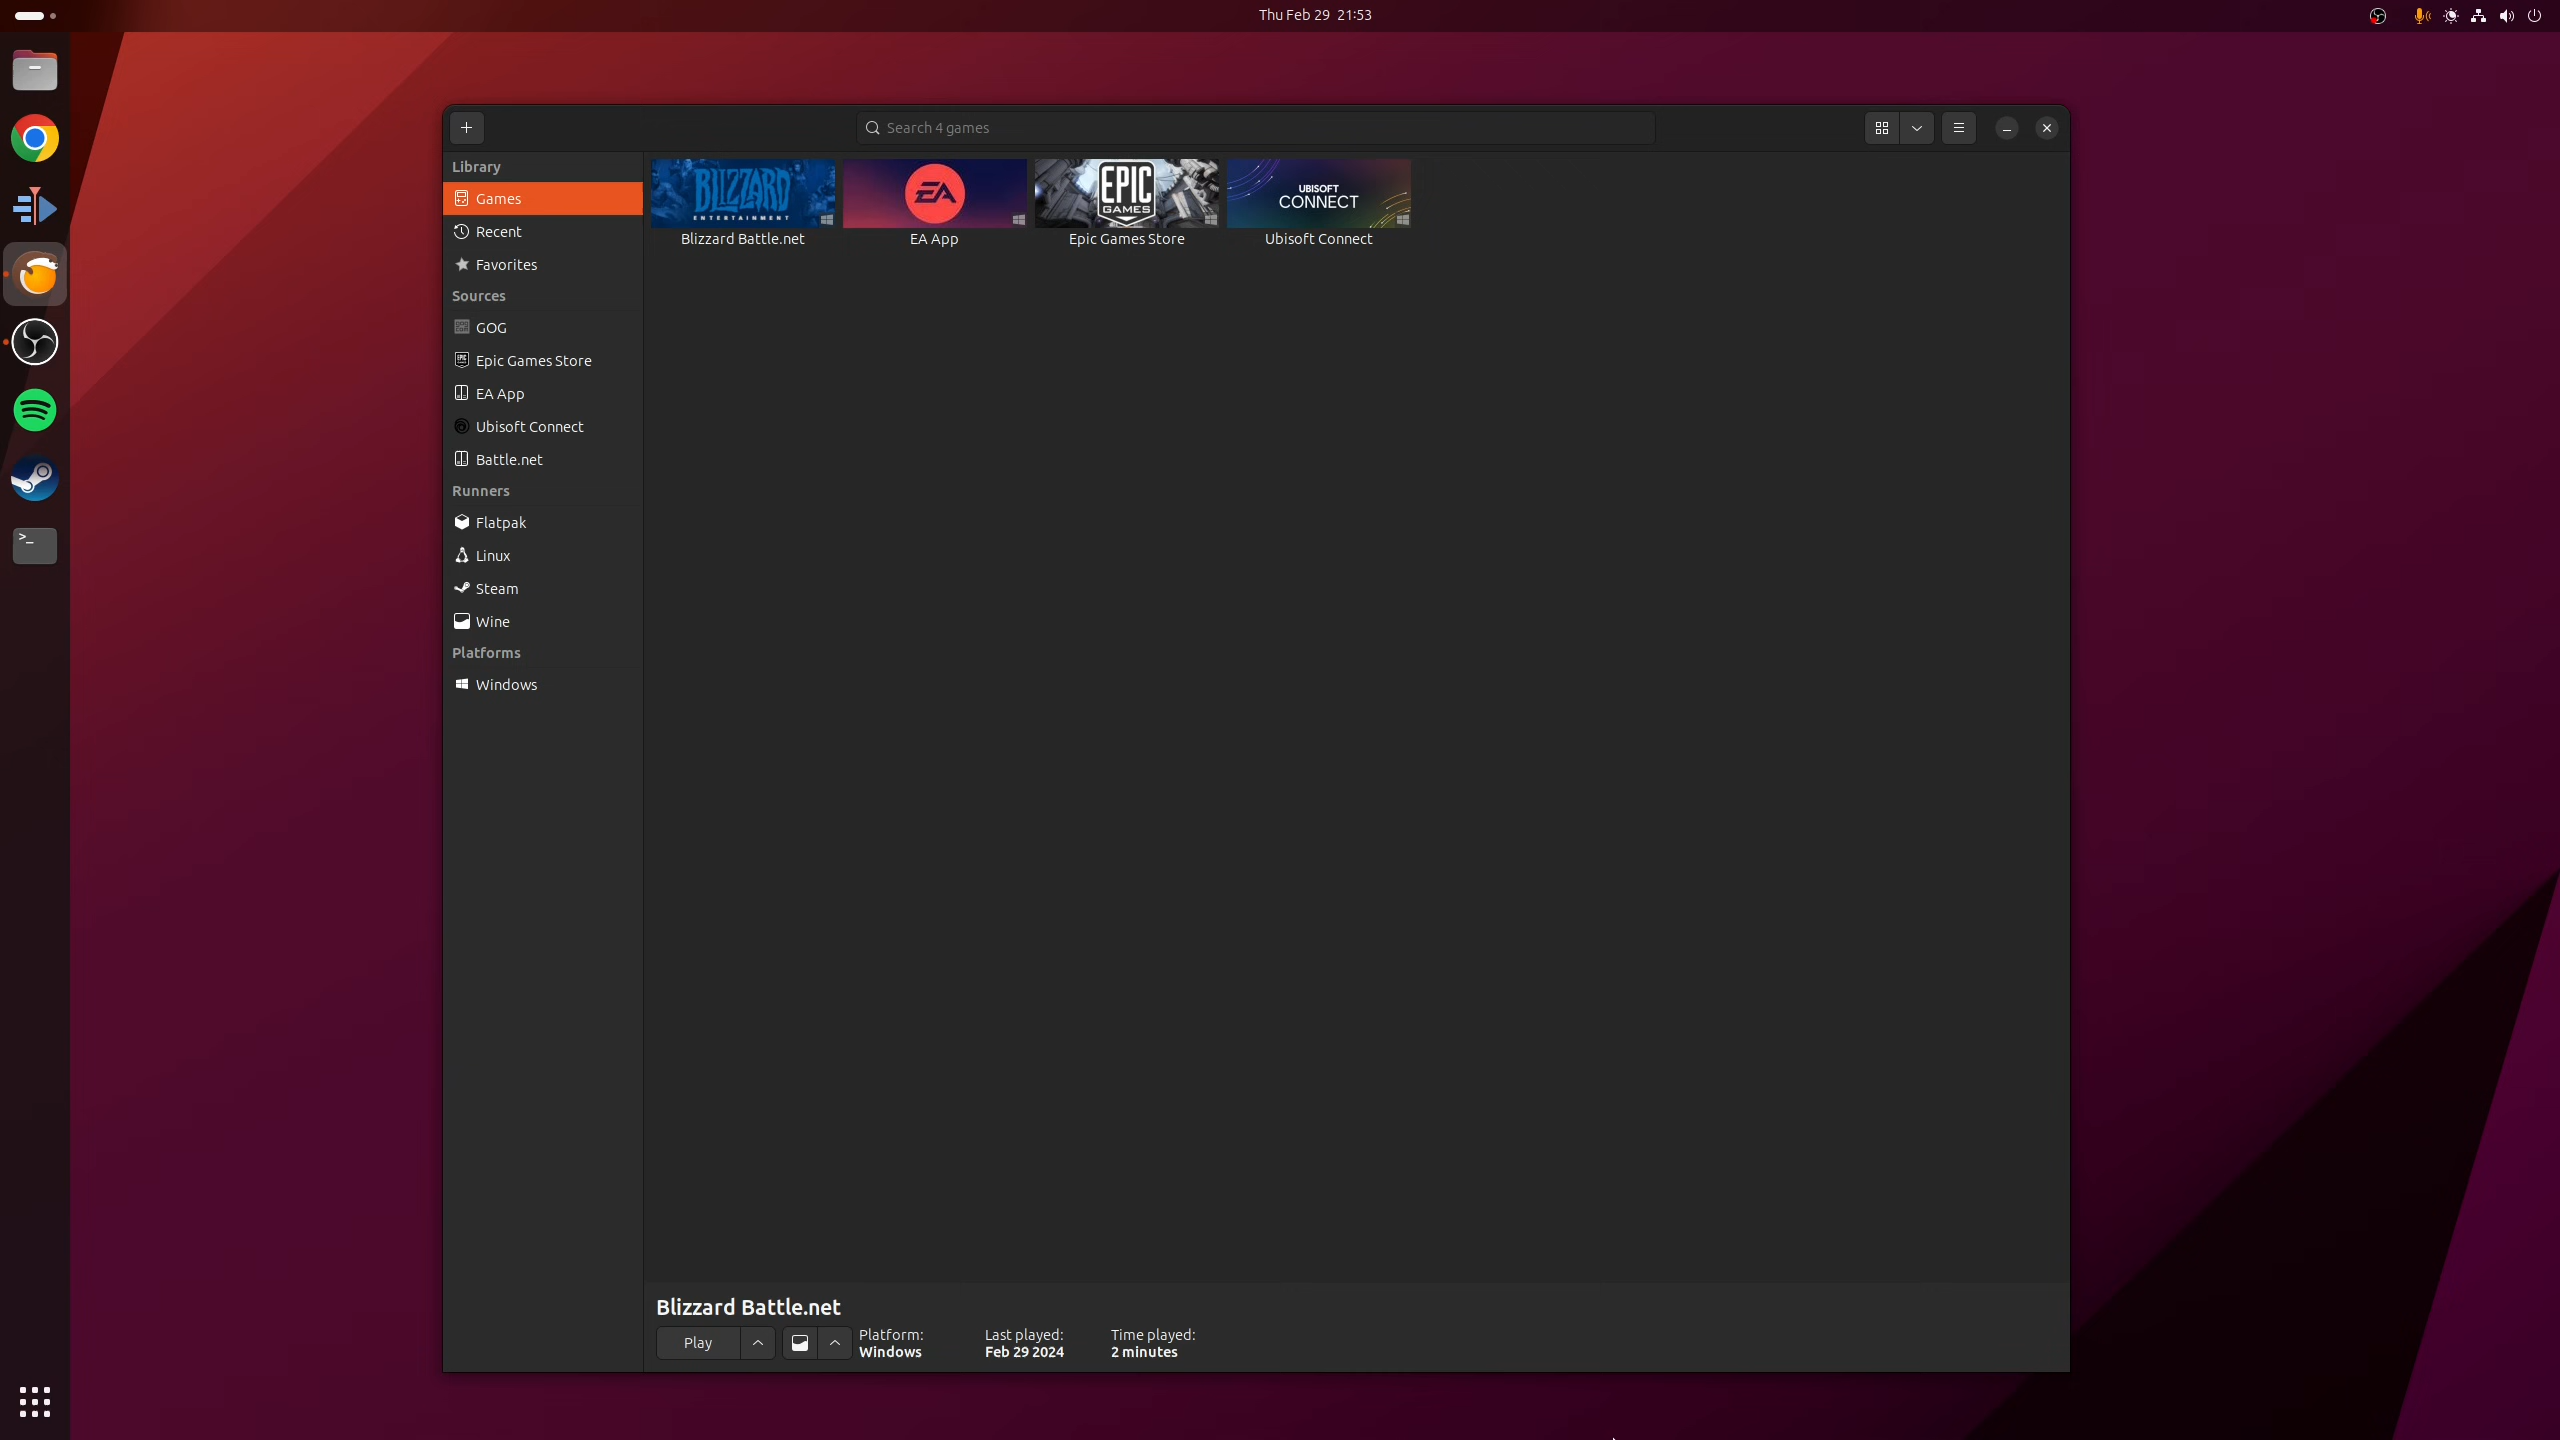 Thu Feb 29 21:53
Search 4 games
Library
Games
Recent
Favorites
Sources
GOG
Epic Games Store
EA App
Ubisoft Connect
Battle.net
Runners
Flatpak
Linux
Steam
Wine
Platforms
Windows
BLIZZARD
ENTERTAINMENT
Blizzard Battle.net
EA
EA App
EPIC
GAMES
Epic Games Store
UBISOFT
CONNECT
Ubisoft Connect
>_
Blizzard Battle.net
Play
Platform:
Windows
Last played:
Feb 29 2024
Time played:
2 minutes